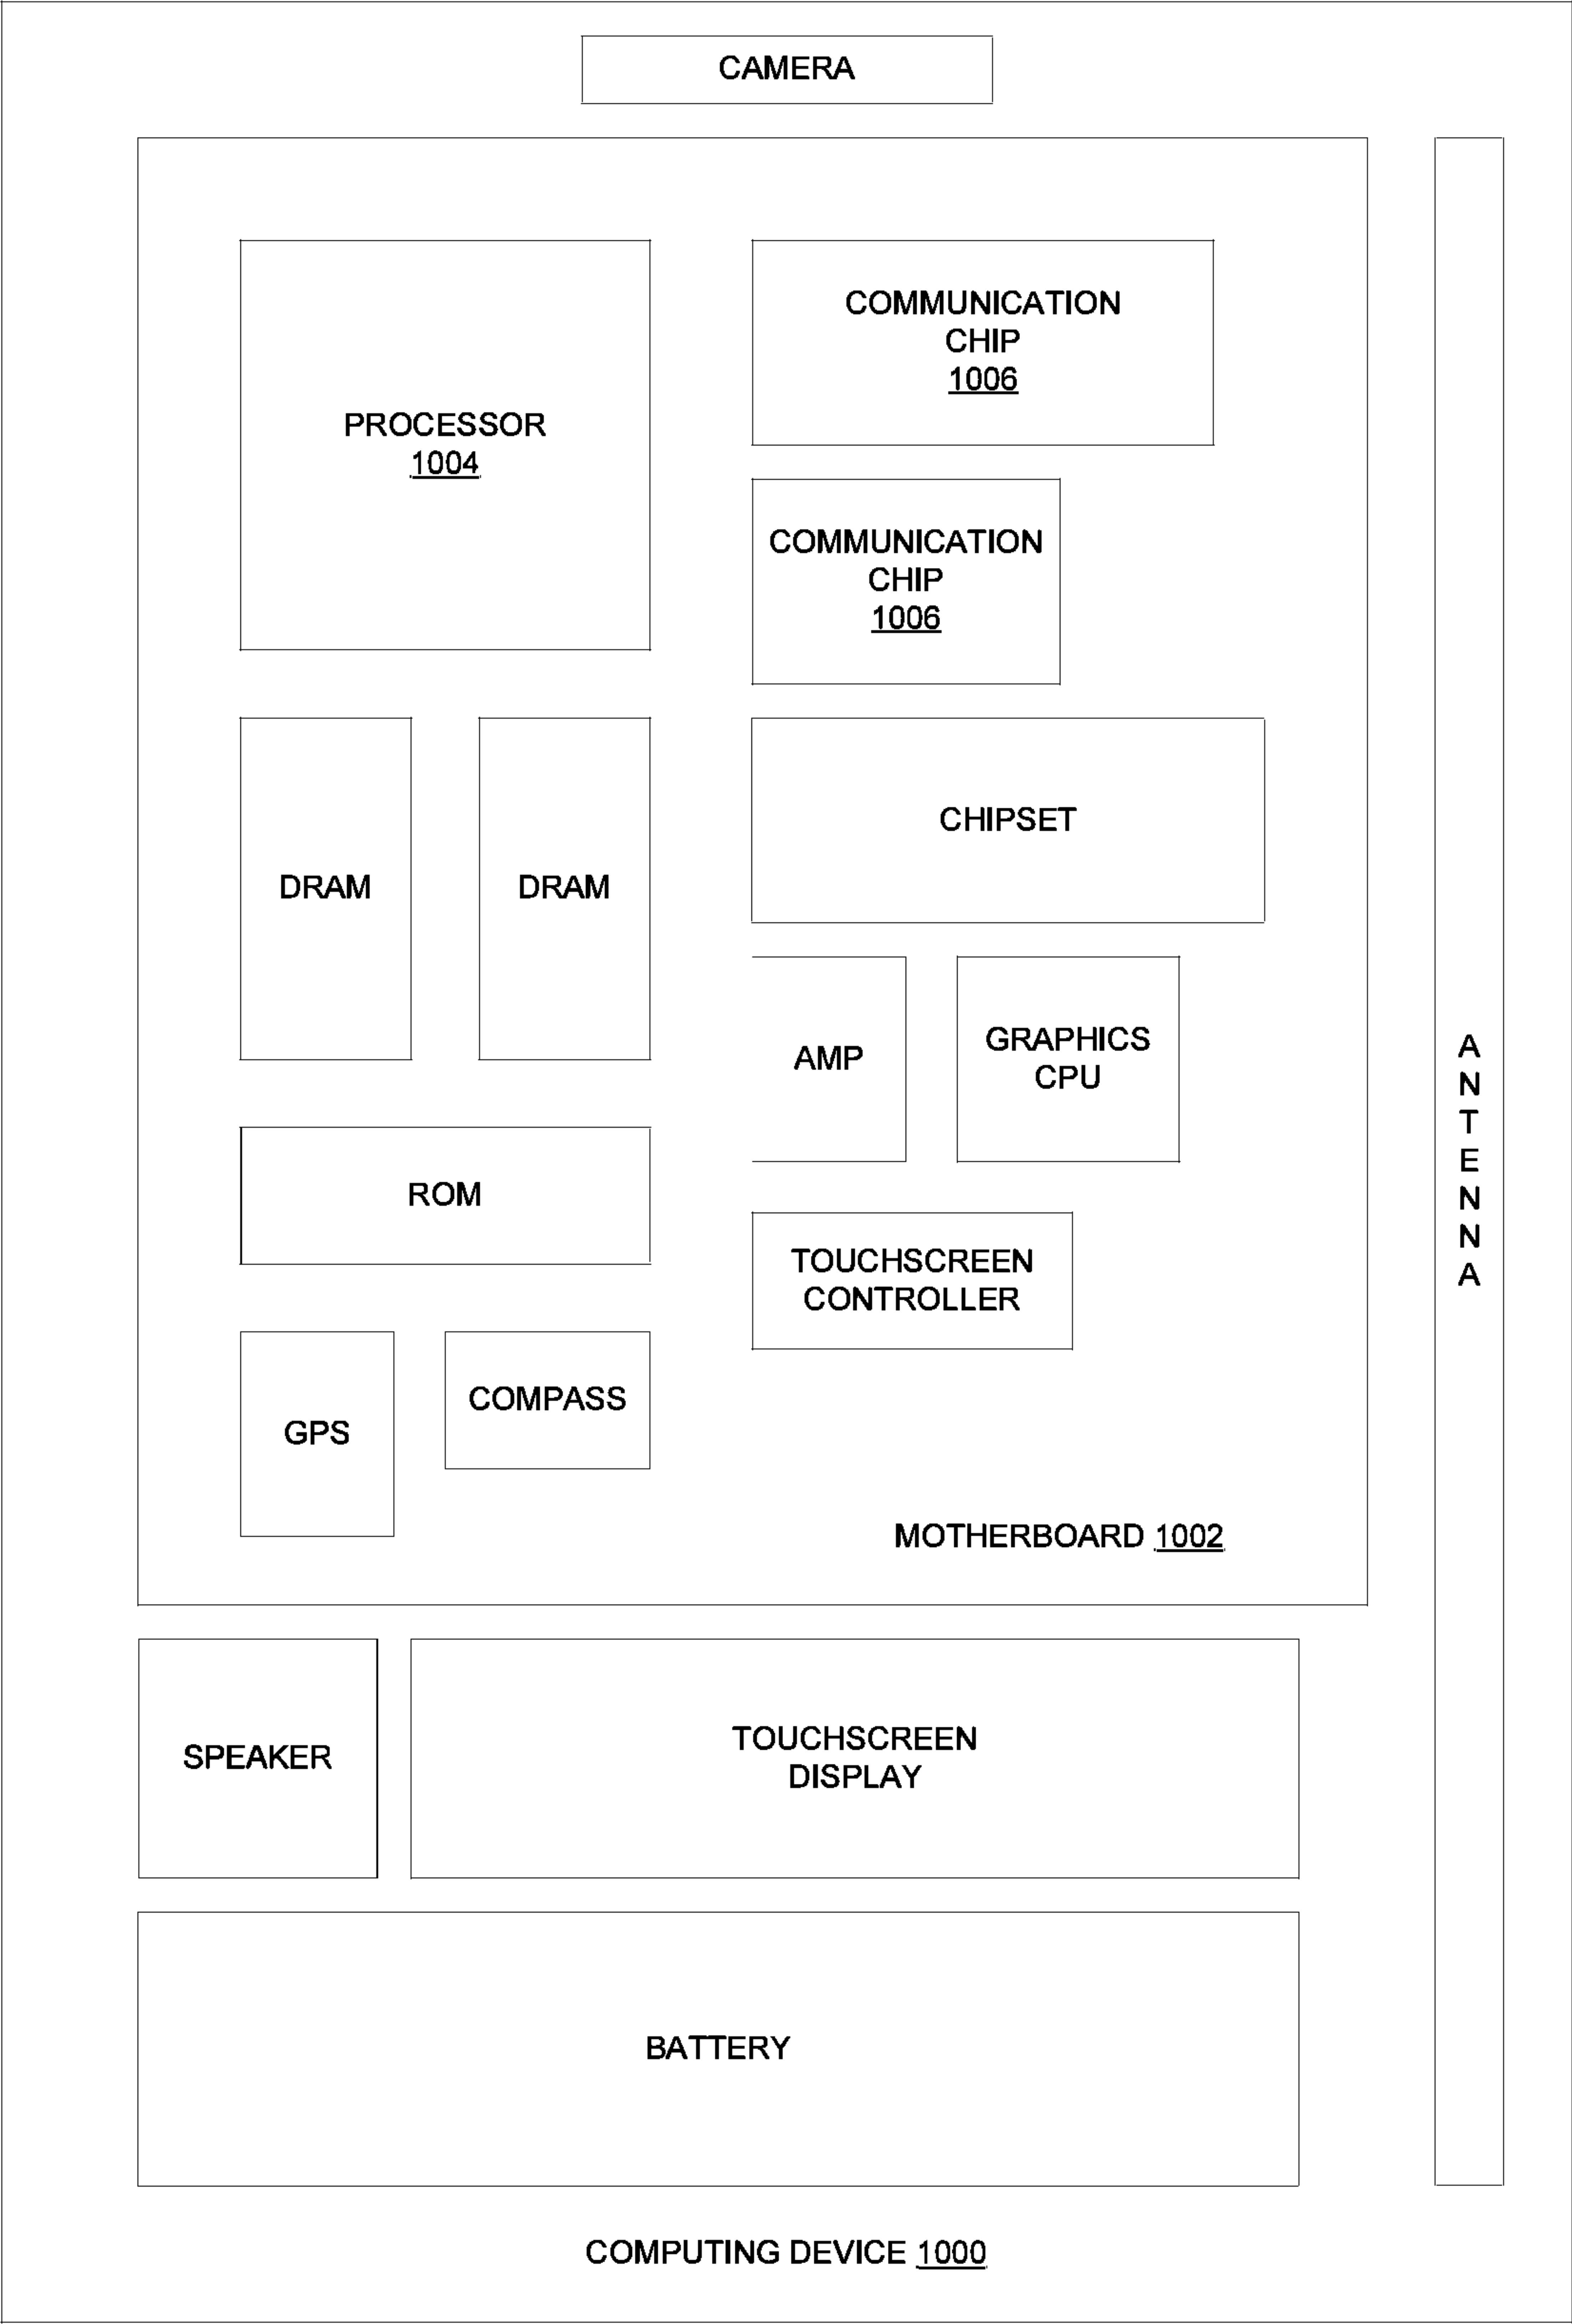 CAMERA
PROCESSOR
1004
COMMUNICATION
CHIP
1006
COMMUNICATION
CHIP
1006
DRAM
DRAM
CHIPSET
AMP
GRAPHICS
CPU
ROM
TOUCHSCREEN
CONTROLLER
GPS
COMPASS
MOTHERBOARD 1002
A
N
T
E
N
N
A
SPEAKER
TOUCHSCREEN
DISPLAY
BATTERY
COMPUTING DEVICE 1000